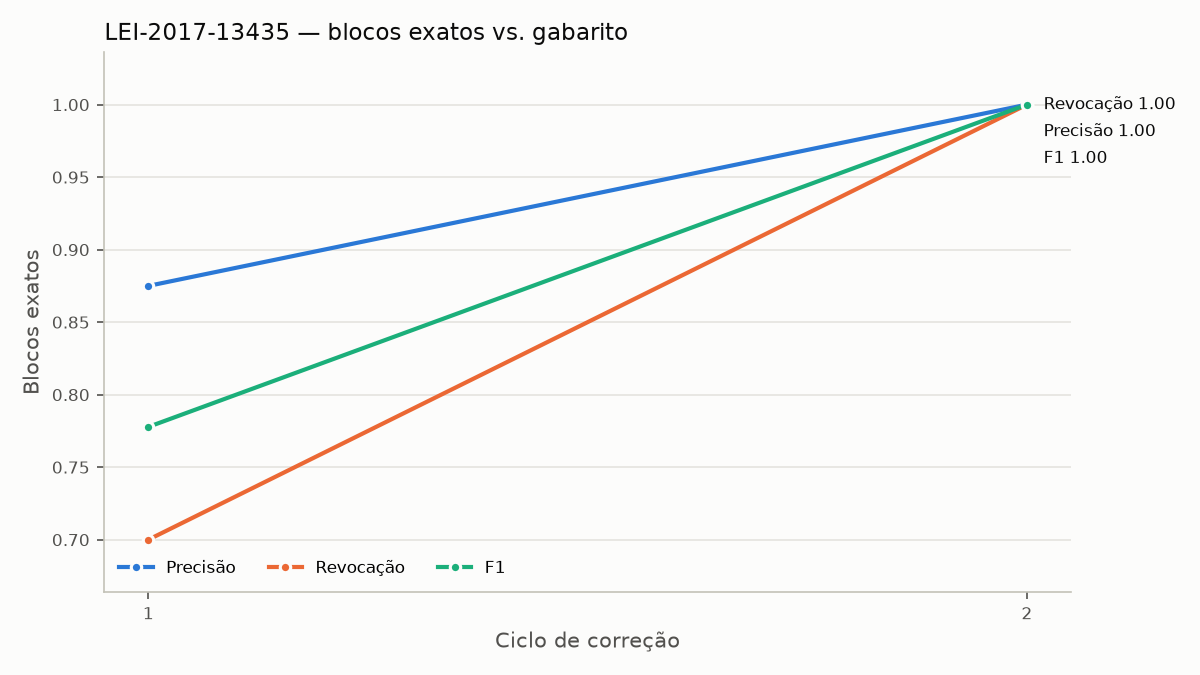 LEI-2017-13435 — blocos exatos vs. gabarito
Blocos exatos
1.00
0.95
0.90
0.85
0.80
0.75
0.70
Revocação 1.00
Precisão 1.00
F1 1.00
Precisão
Revocação
F1
1
2
Ciclo de correção